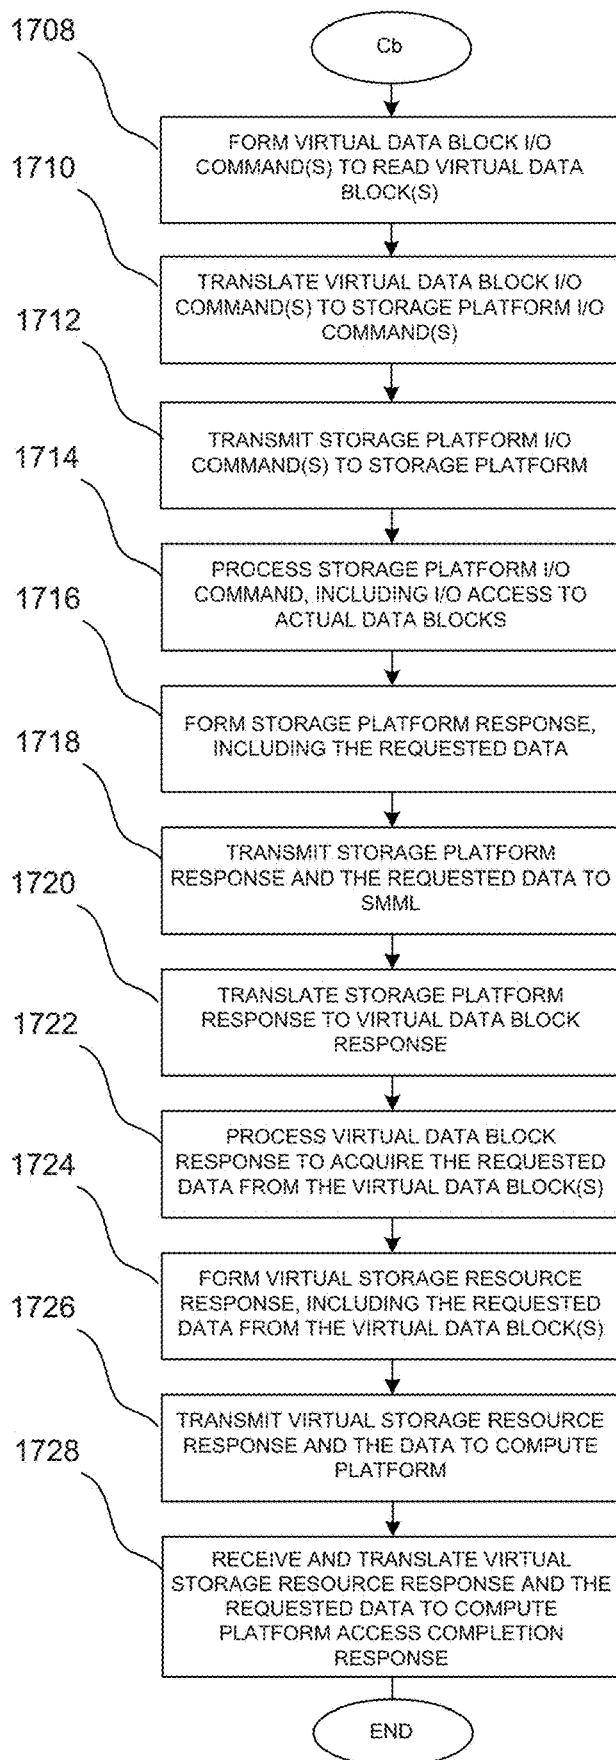 1708
Cb
FORM VIRTUAL DATA BLOCK I/O
COMMAND(S) TO READ VIRTUAL DATA
BLOCK(S)
1710
TRANSLATE VIRTUAL DATA BLOCK I/O
COMMAND(S) TO STORAGE PLATFORM I/O
COMMAND(S)
1712
TRANSMIT STORAGE PLATFORM I/O
COMMAND(S) TO STORAGE PLATFORM
1714
PROCESS STORAGE PLATFORM I/O
COMMAND, INCLUDING I/O ACCESS TO
ACTUAL DATA BLOCKS
1716
FORM STORAGE PLATFORM RESPONSE,
INCLUDING THE REQUESTED DATA
1718
TRANSMIT STORAGE PLATFORM
RESPONSE AND THE REQUESTED DATA TO
SMML
1720
TRANSLATE STORAGE PLATFORM
RESPONSE TO VIRTUAL DATA BLOCK
RESPONSE
1722
PROCESS VIRTUAL DATA BLOCK
RESPONSE TO ACQUIRE THE REQUESTED
DATA FROM THE VIRTUAL DATA BLOCK(S)
1724
FORM VIRTUAL STORAGE RESOURCE
RESPONSE, INCLUDING THE REQUESTED
DATA FROM THE VIRTUAL DATA BLOCK(S)
1726
TRANSMIT VIRTUAL STORAGE RESOURCE
RESPONSE AND THE DATA TO COMPUTE
PLATFORM
1728
RECEIVE AND TRANSLATE VIRTUAL
STORAGE RESOURCE RESPONSE AND THE
REQUESTED DATA TO COMPUTE
PLATFORM ACCESS COMPLETION
RESPONSE
END